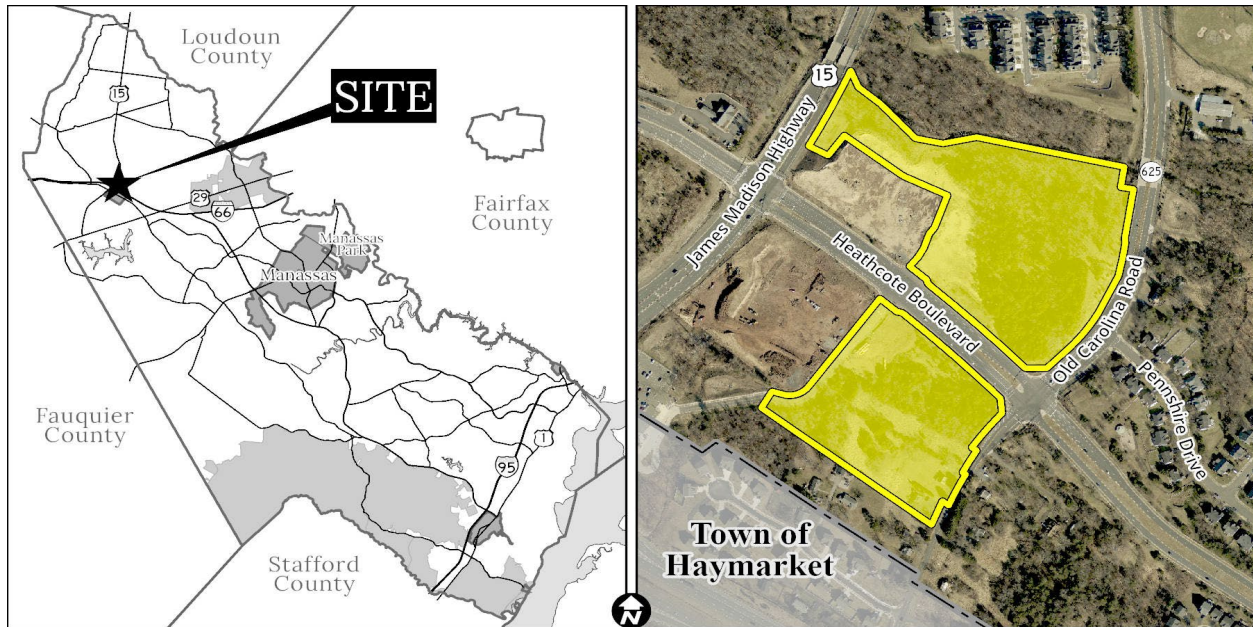 Loudoun
County
SITE
15
29
66
Fairfax
County
Manassas
Park
Manassas
Fauquier
County
1
95
Stafford
County
N
15
James Madison Highway
625
Heathcote Boulevard
Old Carolina Road
Pennshire Drive
Town of
Haymarket